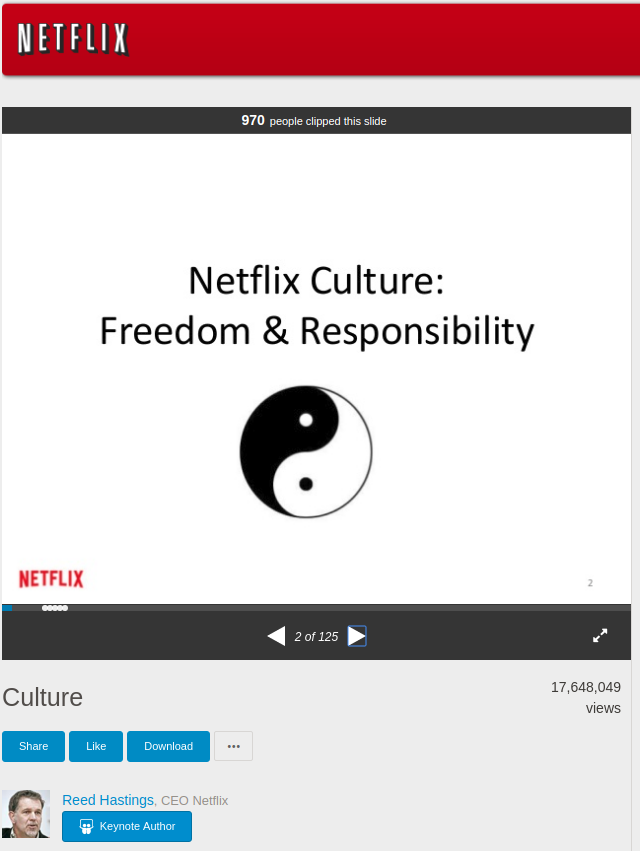 NETFLIX
970 people clipped this slide
Netflix Culture:
Freedom & Responsibility
NETFLIX
2
2 of 125
Culture
17,648,049
views
Share
Like
Download
•••
Reed Hastings, CEO Netflix
Keynote Author